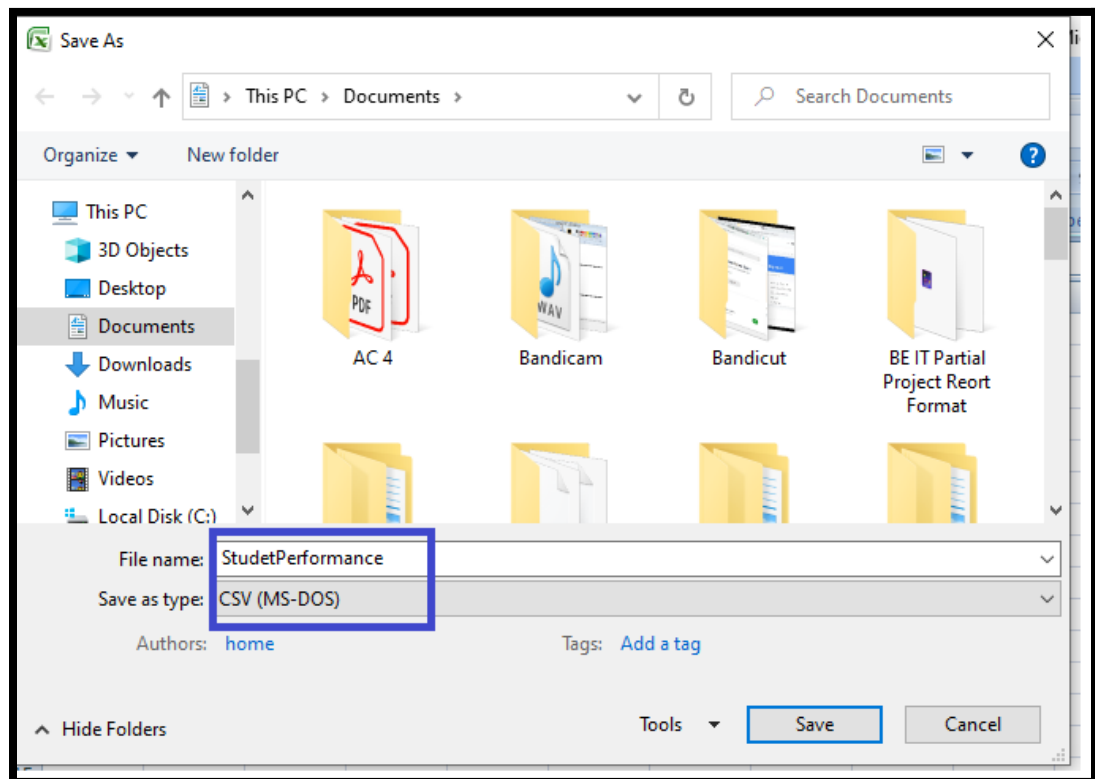 Save As
This PC > Documents >
Search Documents
Organize
New folder
This PC
3D Objects
Desktop
Documents
Downloads
Music
Pictures
Videos
Local Disk (C:)
PDF
WAV
AC 4
Bandicam
Bandicut
BE IT Partial
Project Reort
Format
File name: StudetPerformance
Save as type: CSV (MS-DOS)
Authors: home
Tags: Add a tag
Hide Folders
Tools
Save
Cancel